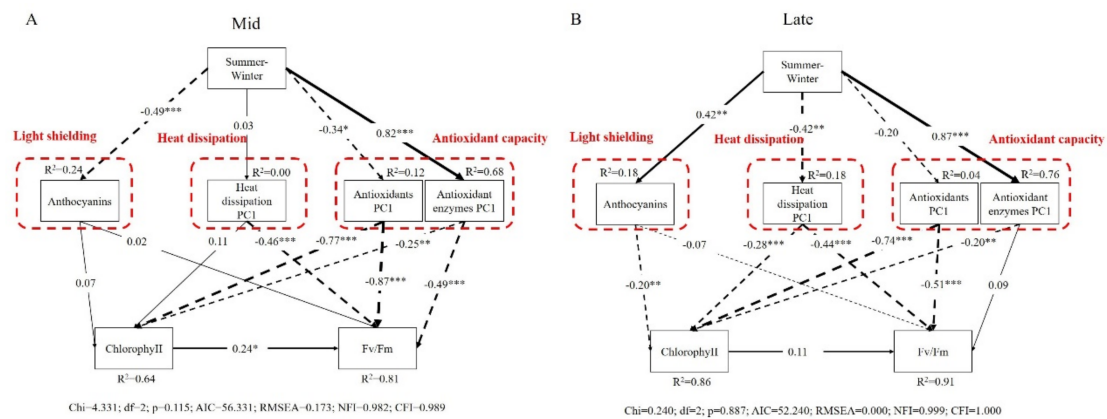 A
Mid
Summer-
Winter
-0.49***
0.03
-0.34*
0.82***
Light shielding
Heat dissipation
Antioxidant capacity
R²=0.24
R²=0.00
R²=0.12
R²=0.68
Anthocyanins
Heat
dissipation
PC1
Antioxidants
PC1
Antioxidant
enzymes PC1
0.02
0.11
-0.46***
-0.77***
-0.25**
0.07
-0.87***
-0.49***
Chlorophyll
0.24*
Fv/Fm
R²=0.64
R²=0.81
Chi=4.331; df=2; p=0.115; AIC=56.331; RMSEA=0.173; NFI=0.982; CFI=0.989
B
Late
Summer-
Winter
0.42**
-0.42**
-0.20
0.87***
Light shielding
Heat dissipation
Antioxidant capacity
R²=0.18
R²=0.18
R²=0.04
R²=0.76
Anthocyanins
Heat
dissipation
PC1
Antioxidants
PC1
Antioxidant
enzymes PC1
-0.07
-0.28**
-0.44***
-0.74***
-0.20**
-0.20**
-0.51***
0.09
Chlorophyll
0.11
Fv/Fm
R²=0.86
R²=0.91
Chi=0.240; df=2; p=0.887; AIC=52.240; RMSEA=0.000; NFI=0.999; CFI=1.000